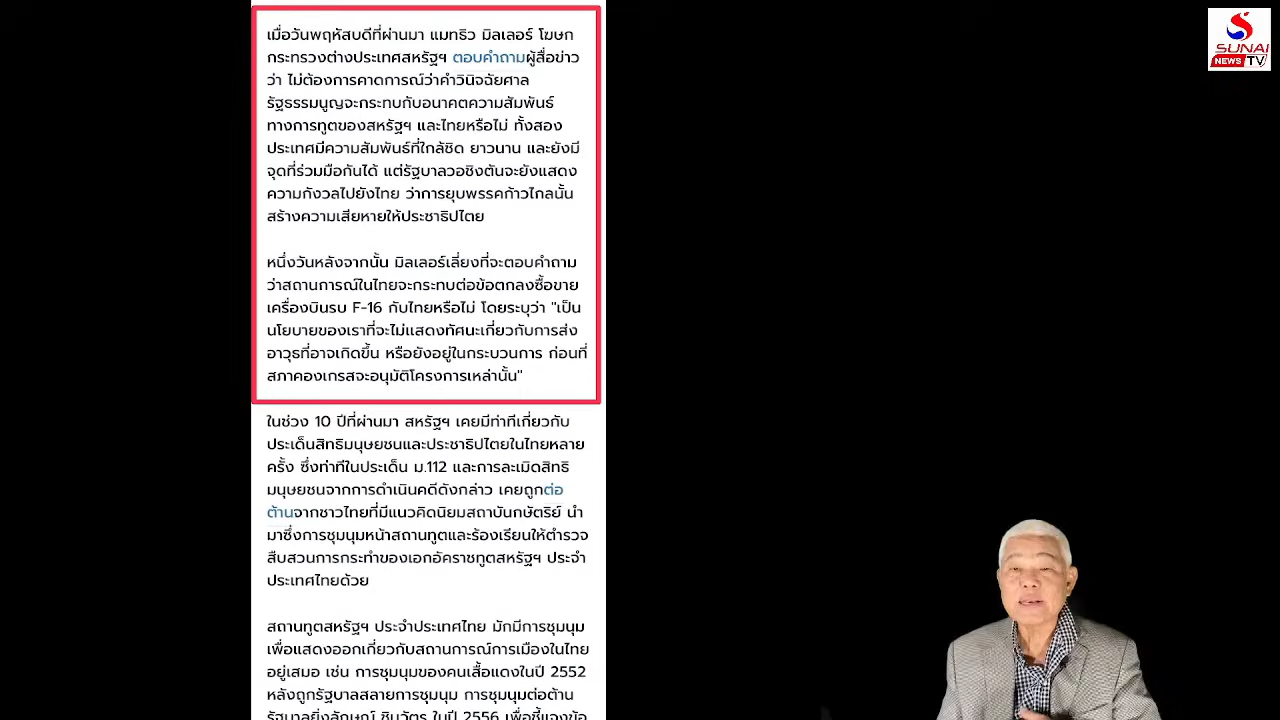 เมื่อวันพฤหัสบดีที่ผ่านมา แมทธิว มิลเลอร์ โฆษก
กระทรวงต่างประเทศสหรัฐฯ ตอบคำถามผู้สื่อข่าว
ว่า ไม่ต้องการคาดการณ์ว่าคำวินิจฉัยศาล
รัฐธรรมนูญจะกระทบกับอนาคตความสัมพันธ์
ทางการทูตของสหรัฐฯ และไทยหรือไม่ ทั้งสอง
ประเทศมีความสัมพันธ์ที่ใกล้ชิด ยาวนาน และยังมี
จุดที่ร่วมมือกันได้ แต่รัฐบาลวอชิงตันจะยังแสดง
ความกังวลไปยังไทย ว่าการยุบพรรคก้าวไกลนั้น
สร้างความเสียหายให้ประชาธิปไตย
หนึ่งวันหลังจากนั้น มิลเลอร์เลี่ยงที่จะตอบคำถาม
ว่าสถานการณ์ในไทยจะกระทบต่อข้อตกลงซื้อขาย
เครื่องบินรบ F-16 กับไทยหรือไม่ โดยระบุว่า "เป็น
นโยบายของเราที่จะไม่แสดงทัศนะเกี่ยวกับการส่ง
อาวุธที่อาจเกิดขึ้น หรือยังอยู่ในกระบวนการ ก่อนที่
สภาคองเกรสจะอนุมัติโครงการเหล่านั้น"
ในช่วง 10 ปีที่ผ่านมา สหรัฐฯ เคยมีท่าทีเกี่ยวกับ
ประเด็นสิทธิมนุษยชนและประชาธิปไตยในไทยหลาย
ครั้ง ซึ่งท่าทีในประเด็น ม.112 และการละเมิดสิทธิ
มนุษยชนจากการดำเนินคดีดังกล่าว เคยถูกต่อ
ต้านจากชาวไทยที่มีแนวคิดนิยมสถาบันกษัตริย์ นำ
มาซึ่งการชุมนุมหน้าสถานทูตและร้องเรียนให้ตำรวจ
สืบสวนการกระทำของเอกอัคราชทูตสหรัฐฯ ประจำ
ประเทศไทยด้วย
สถานทูตสหรัฐฯ ประจำประเทศไทย มักมีการชุมนุม
เพื่อแสดงออกเกี่ยวกับสถานการณ์การเมืองในไทย
อยู่เสมอ เช่น การชุมนุมของคนเสื้อแดงในปี 2552
หลังถูกรัฐบาลสลายการชุมนุม การชุมนุมต่อต้าน
รัฐบาลยิ่งลักษณ์ ชินวัตร ในปี 2556 เพื่อชี้แจงข้อ
SUNAI
NEWS TV